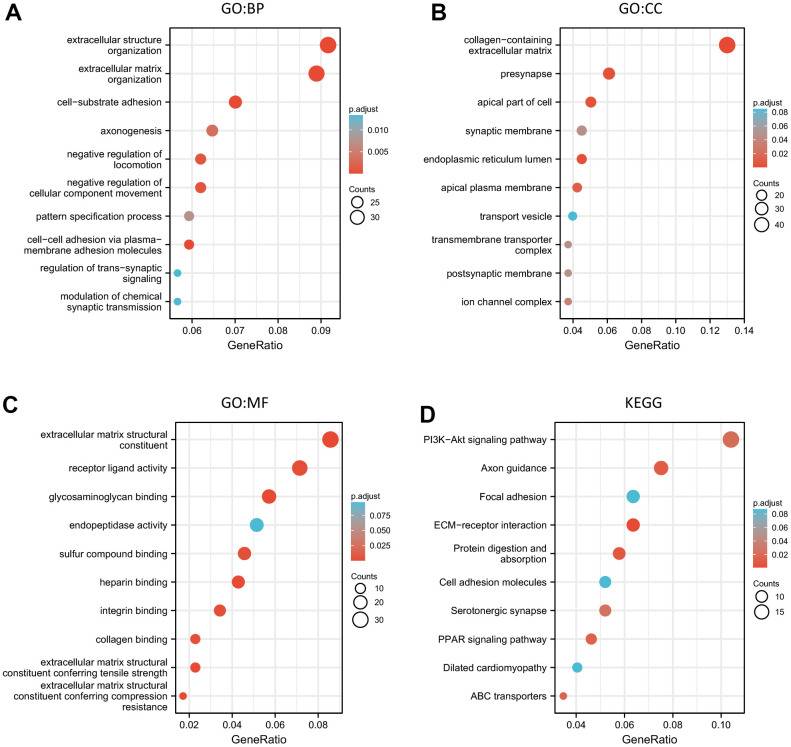 A
GO:BP
extracellular structure
organization
extracellular matrix
organization
cell−substrate adhesion
axonogenesis
negative regulation of
locomotion
negative regulation of
cellular component movement
pattern specification process
cell−cell adhesion via plasma−
membrane adhesion molecules
regulation of trans−synaptic
signaling
modulation of chemical
synaptic transmission
0.06 0.07 0.08 0.09
GeneRatio
p.adjust
0.010
0.005
Counts
25
30
B
GO:CC
collagen−containing
extracellular matrix
presynapse
apical part of cell
synaptic membrane
endoplasmic reticulum lumen
apical plasma membrane
transport vesicle
transmembrane transporter
complex
postsynaptic membrane
ion channel complex
0.04 0.06 0.08 0.10 0.12 0.14
GeneRatio
p.adjust
0.08
0.06
0.04
0.02
Counts
20
30
40
C
GO:MF
extracellular matrix structural
constituent
receptor ligand activity
glycosaminoglycan binding
endopeptidase activity
sulfur compound binding
heparin binding
integrin binding
collagen binding
extracellular matrix structural
constituent conferring tensile strength
extracellular matrix structural
constituent conferring compression
resistance
0.02 0.04 0.06 0.08
GeneRatio
p.adjust
0.075
0.050
0.025
Counts
10
20
30
D
KEGG
PI3K−Akt signaling pathway
Axon guidance
Focal adhesion
ECM−receptor interaction
Protein digestion and
absorption
Cell adhesion molecules
Serotonergic synapse
PPAR signaling pathway
Dilated cardiomyopathy
ABC transporters
0.04 0.06 0.08 0.10
GeneRatio
p.adjust
0.08
0.06
0.04
0.02
Counts
10
15